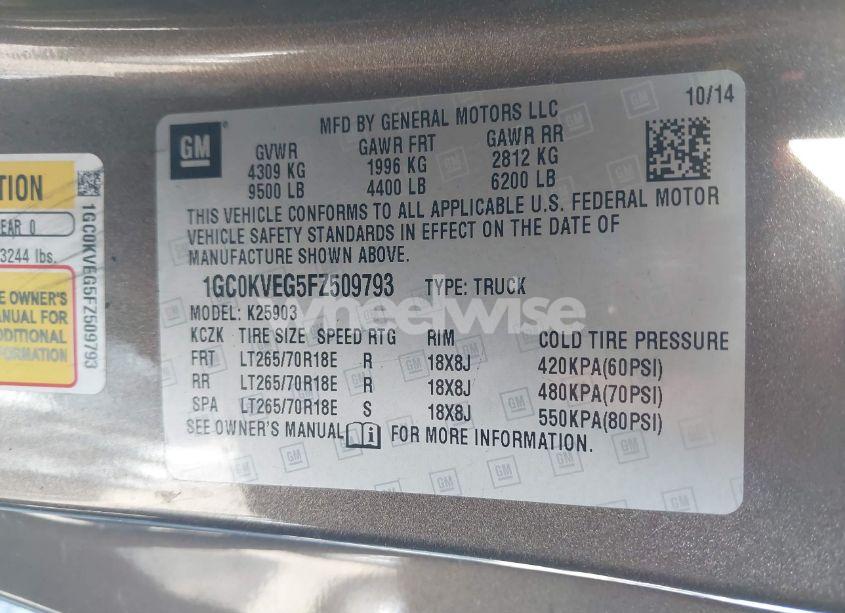 MFD BY GENERAL MOTORS LLC
10/14
GM
GVWR GAWR FRT GAWR RR
4309 KG 1996 KG 2812 KG
9500 LB 4400 LB 6200 LB
THIS VEHICLE CONFORMS TO ALL APPLICABLE U.S. FEDERAL MOTOR
VEHICLE SAFETY STANDARDS IN EFFECT ON THE DATE OF
MANUFACTURE SHOWN ABOVE.
1GC0KVEG5FZ509793 TYPE: TRUCK
MODEL: K25903
KCZK TIRE SIZE SPEED RTG RIM COLD TIRE PRESSURE
FRT LT265/70R18E R 18X8J 420KPA(60PSI)
RR LT265/70R18E R 18X8J 480KPA(70PSI)
SPA LT265/70R18E S 18X8J 550KPA(80PSI)
SEE OWNER'S MANUAL FOR MORE INFORMATION.
wheelwise
TION
EAR 0
3244 lbs.
E OWNER'S
MANUAL FOR
ADDITIONAL
FORMATION
1GC0KVEG5FZ509793